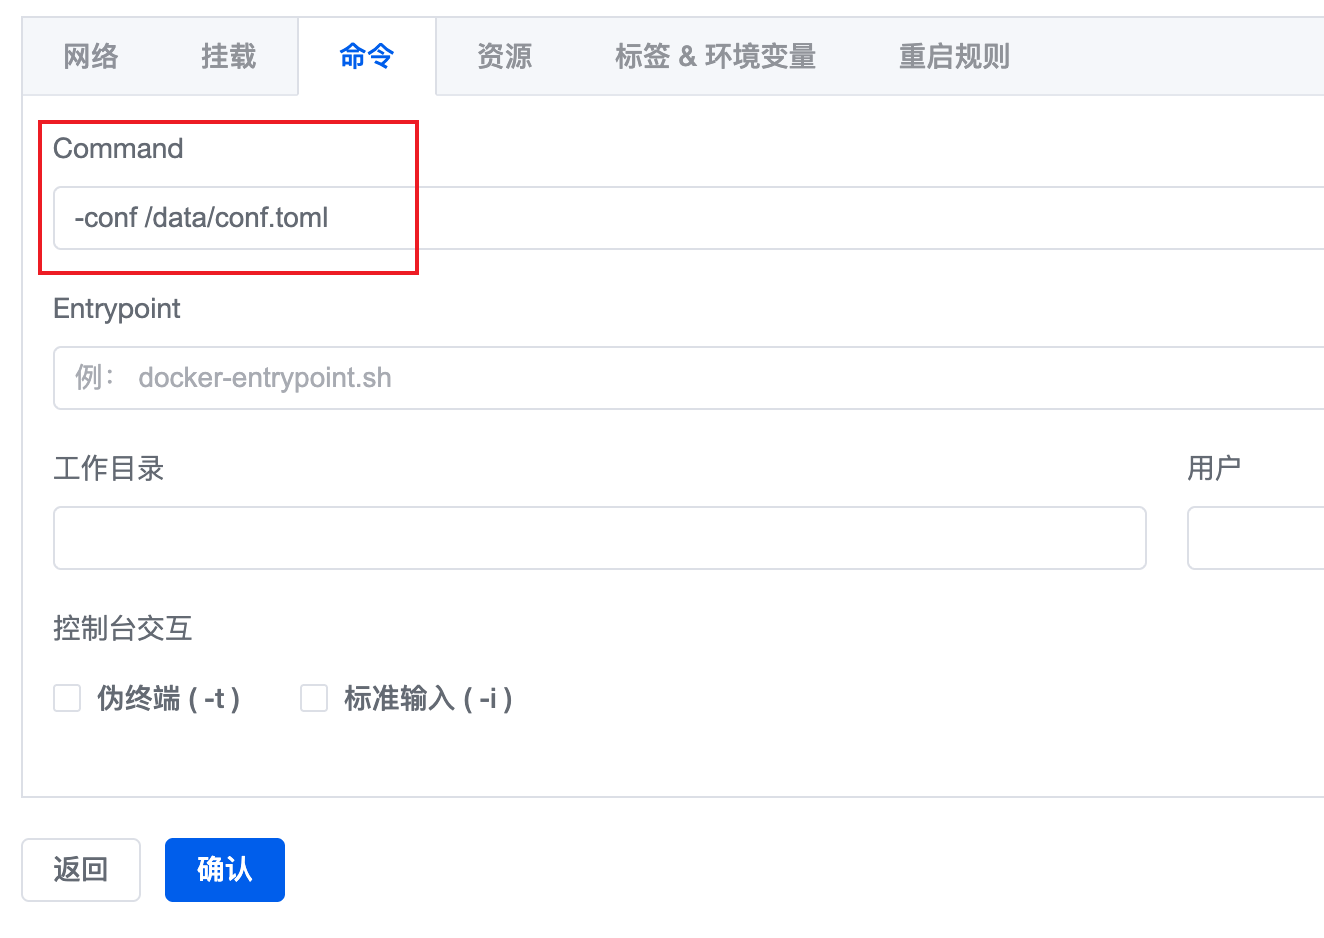 网络 挂载 命令 资源 标签 & 环境变量 重启规则
Command
-conf /data/conf.toml
Entrypoint
例： docker-entrypoint.sh
工作目录 用户
控制台交互
伪终端 ( -t ) 标准输入 ( -i )
返回 确认